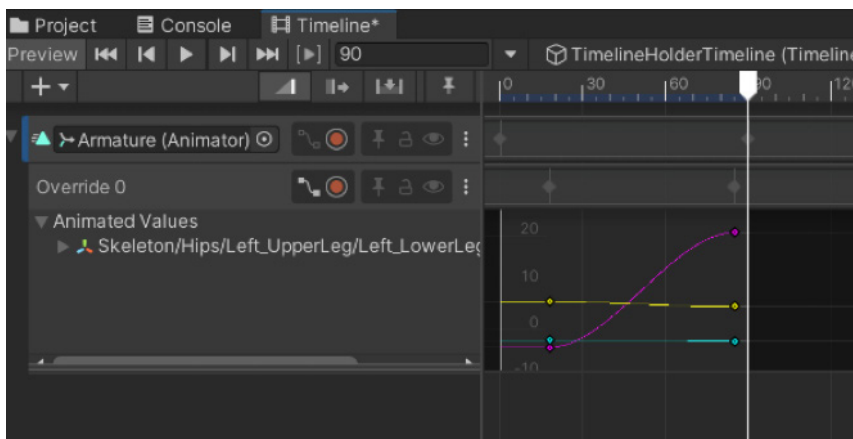 Project Console Timeline*
Preview 90 TimelineHolderTimeline (Timeline
0 30 60 90 120
Armature (Animator)
Override 0
Animated Values
Skeleton/Hips/Left_UpperLeg/Left_LowerLeg
20
10
0
-10